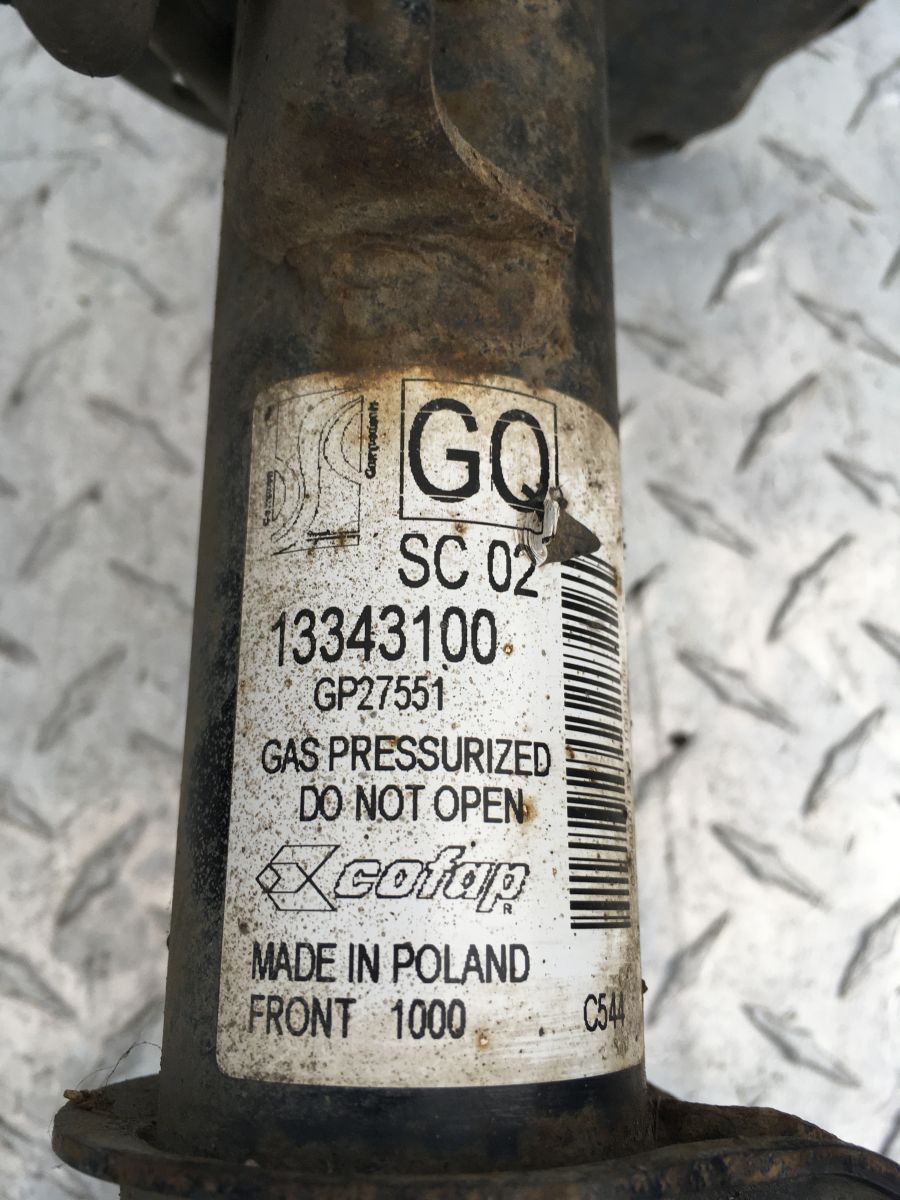 GQ
SC 02
13343100
GP27551
GAS PRESSURIZED
DO NOT OPEN
cofap
R
MADE IN POLAND
FRONT 1000
C544